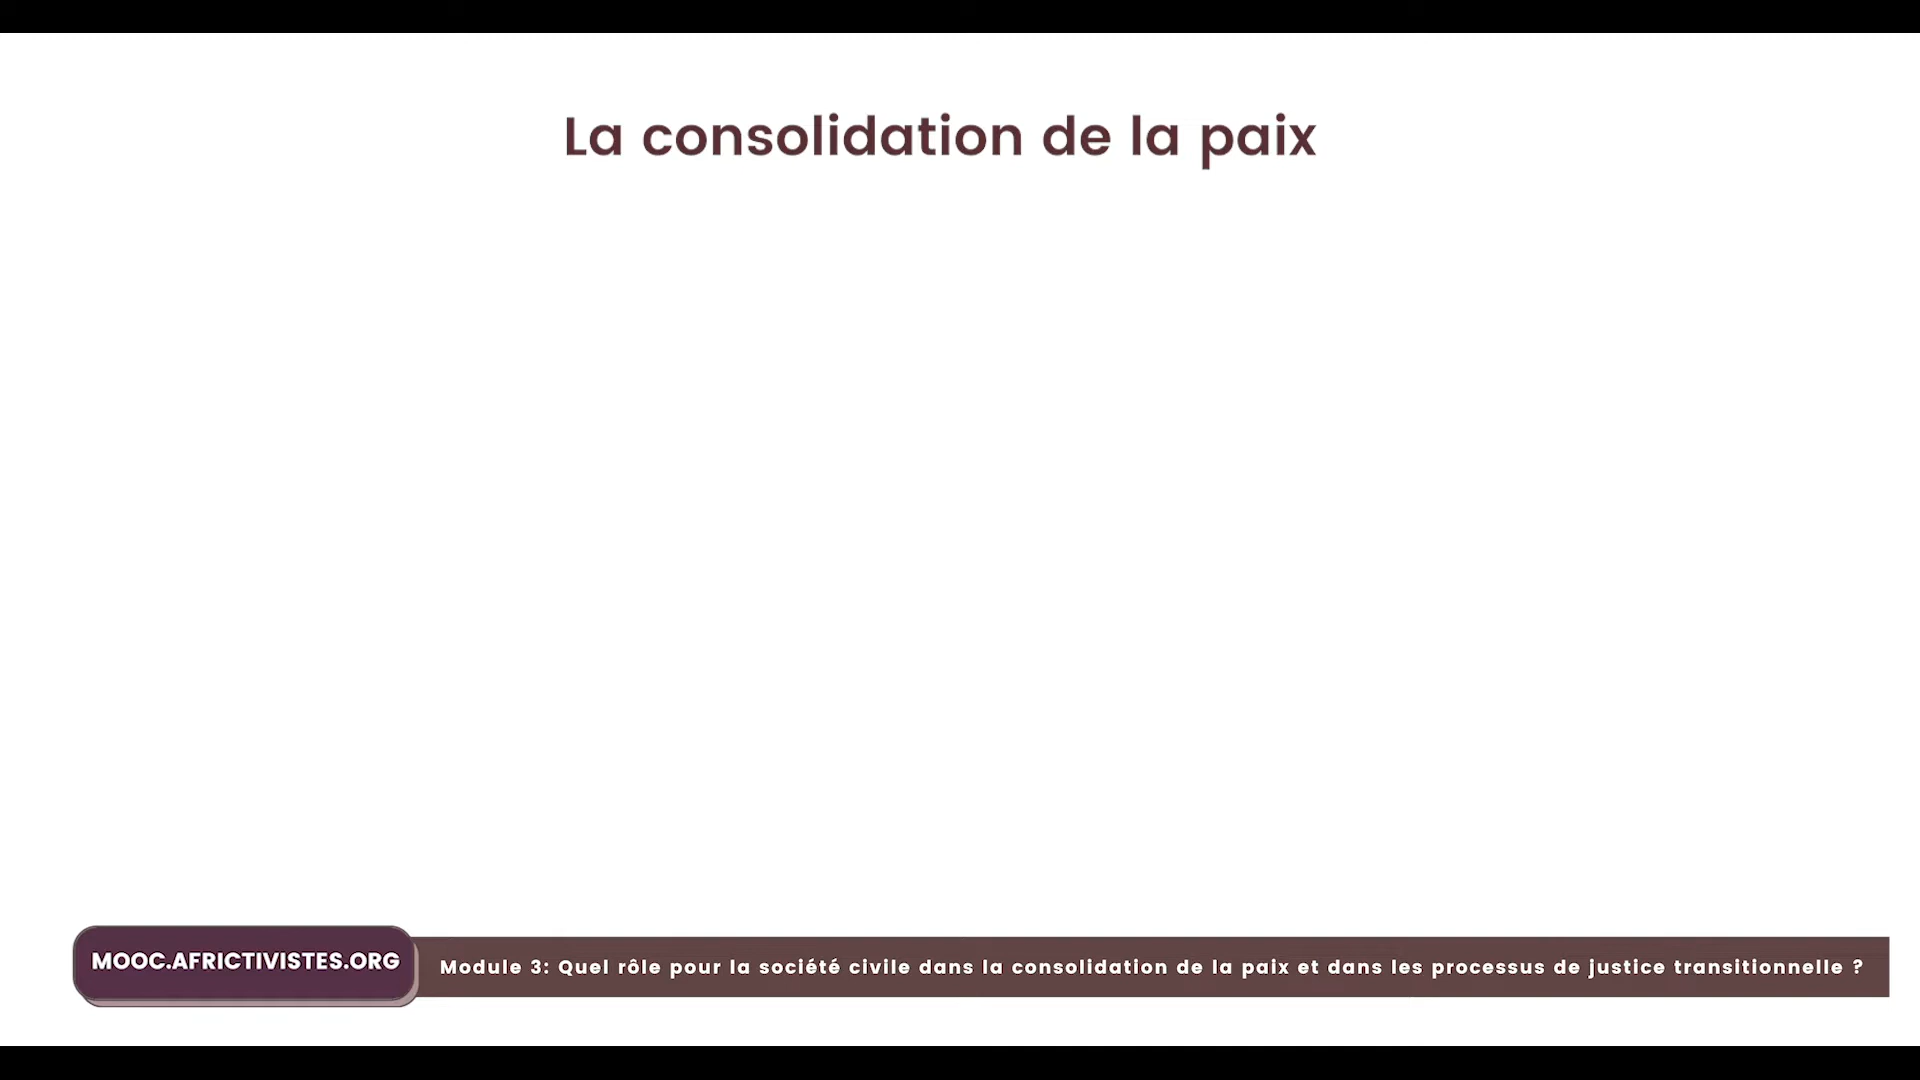 La consolidation de la paix
MOOC.AFRICTIVISTES.ORG
Module 3: Quel rôle pour la société civile dans la consolidation de la paix et dans les processus de justice transitionnelle ?